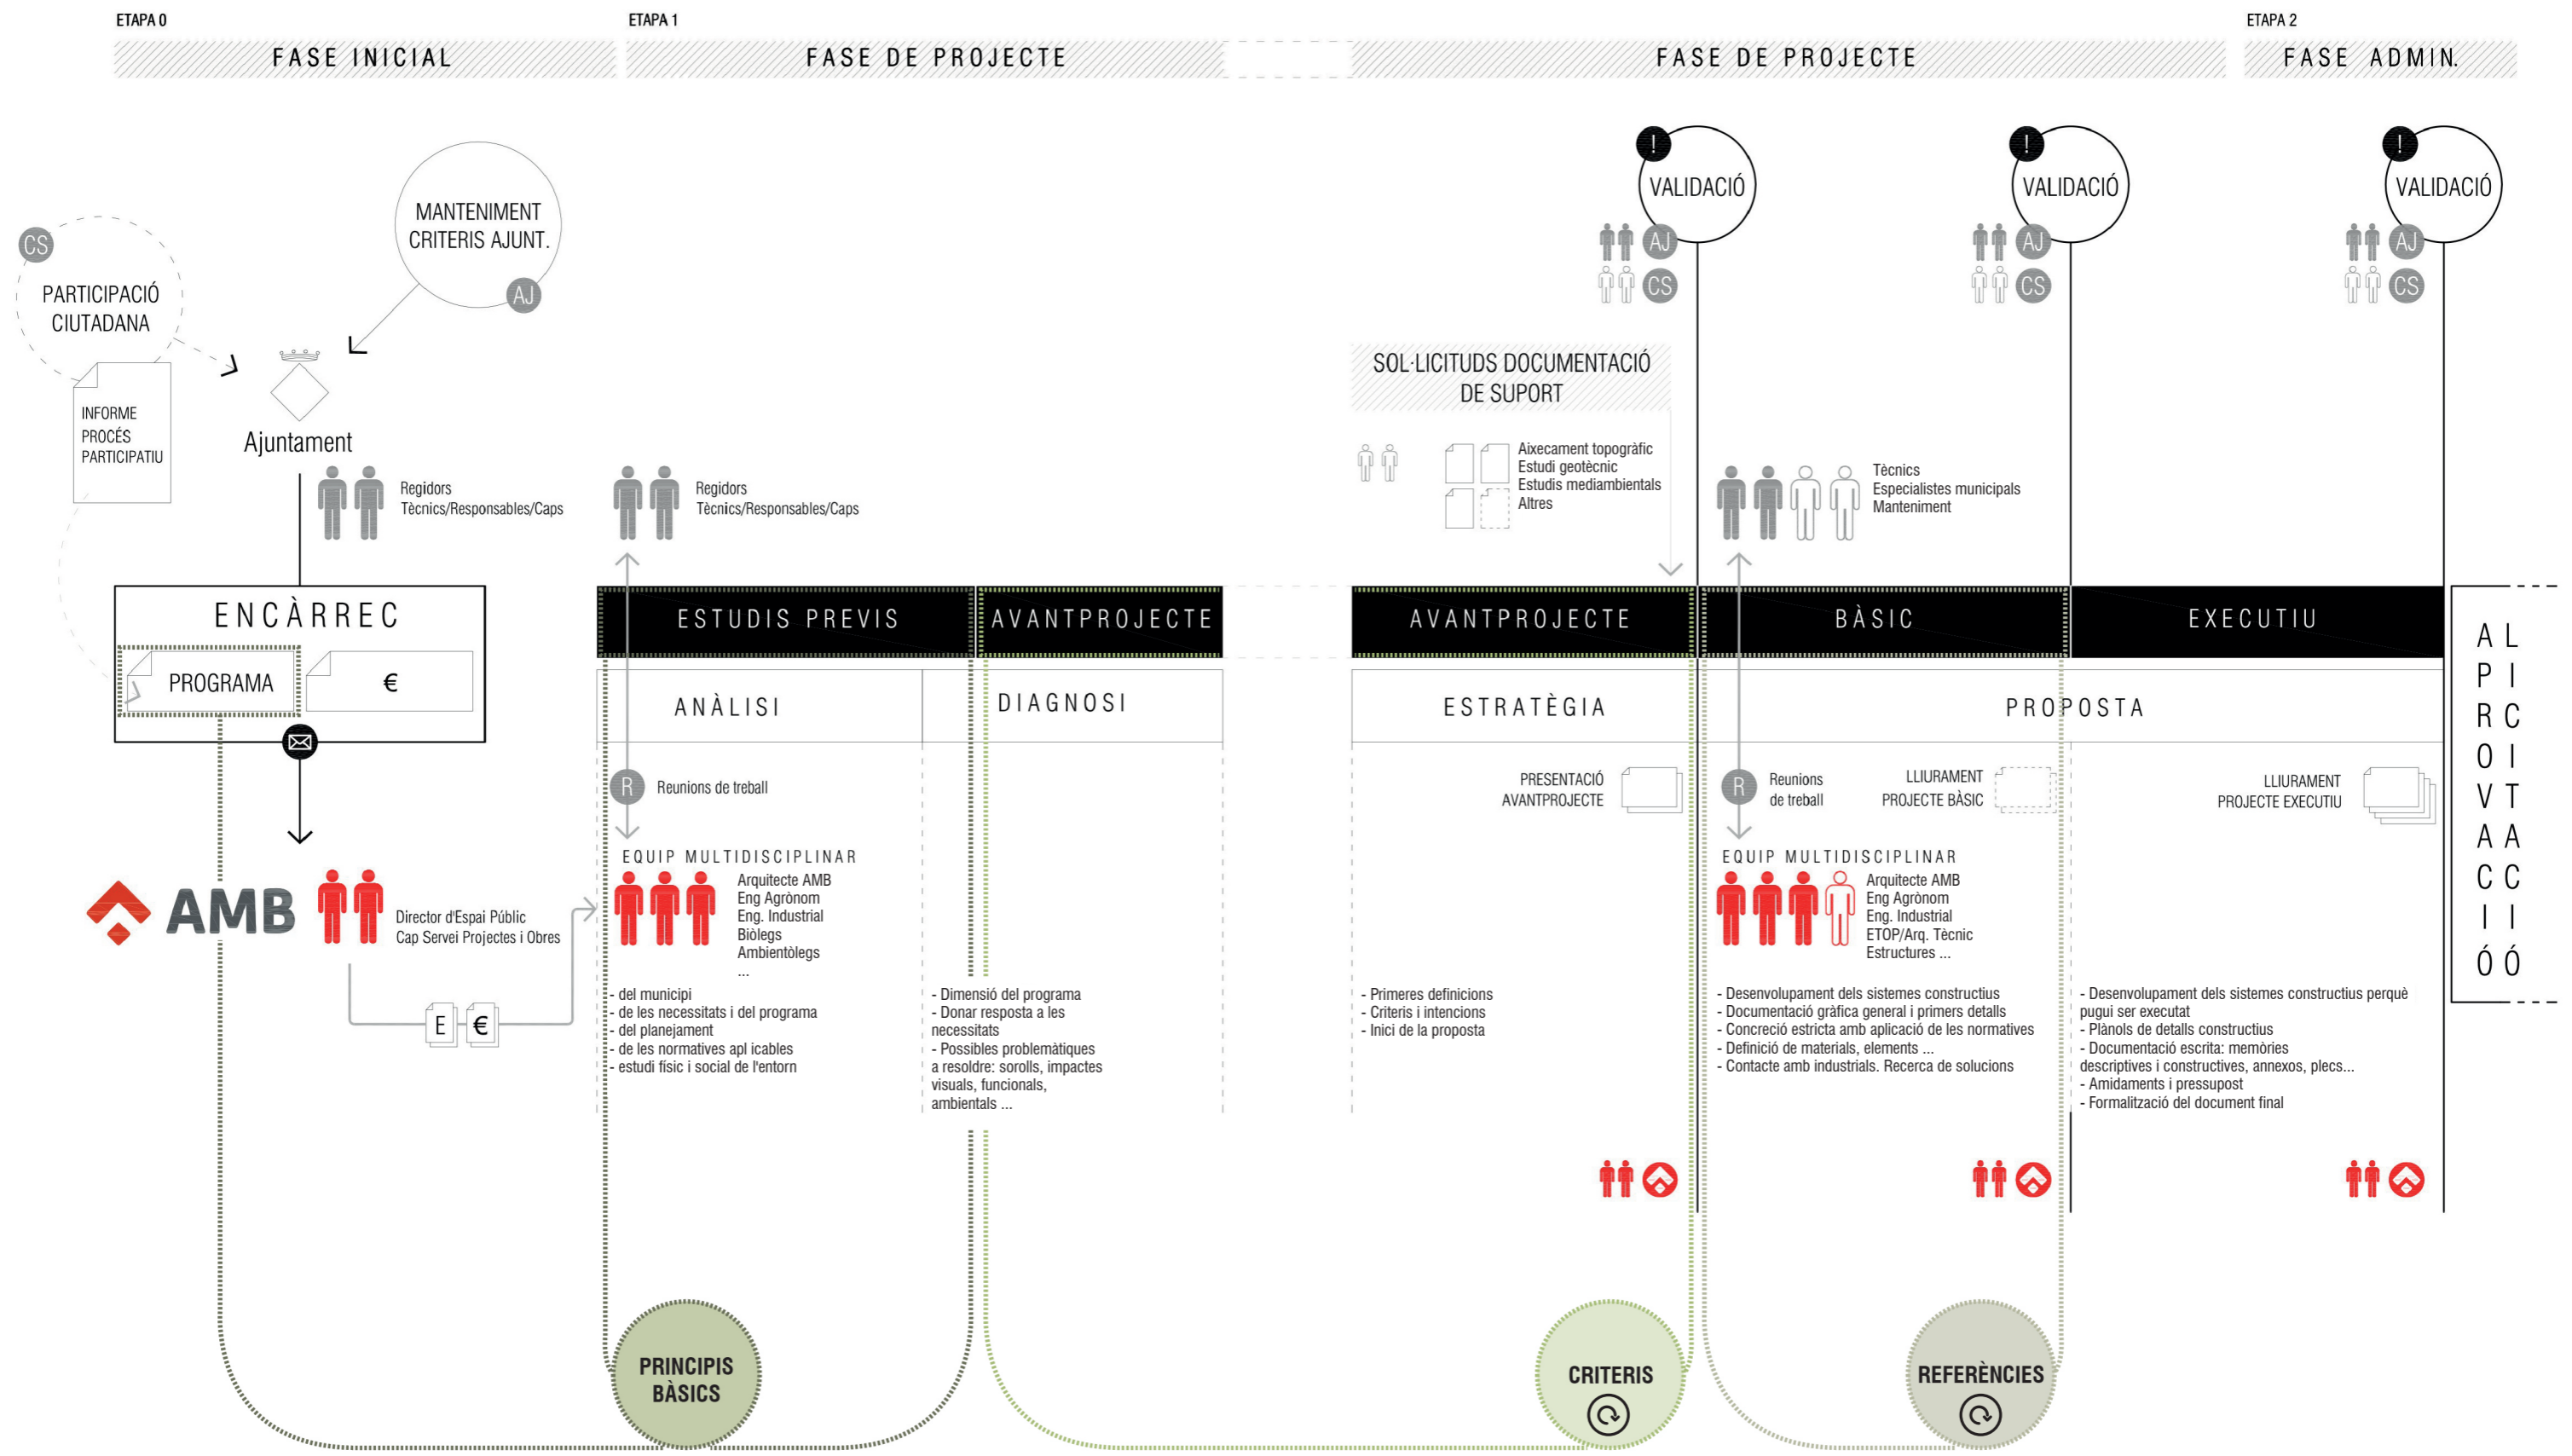 ETAPA 0
ETAPA 1
ETAPA 2
FASE INICIAL
FASE DE PROJECTE
FASE DE PROJECTE
FASE ADMIN.
CS
PARTICIPACIÓ
CIUTADANA
MANTENIMENT
CRITERIS AJUNT.
AJ
INFORME
PROCÉS
PARTICIPATIU
Ajuntament
Regidors
Tècnics/Responsables/Caps
Regidors
Tècnics/Responsables/Caps
!
VALIDACIÓ
AJ
CS
!
VALIDACIÓ
AJ
CS
!
VALIDACIÓ
AJ
CS
SOL·LICITUDS DOCUMENTACIÓ
DE SUPORT
Aixecament topogràfic
Estudi geotècnic
Estudis mediambientals
Altres
Tècnics
Especialistes municipals
Manteniment
ENCÀRREC
PROGRAMA
€
ESTUDIS PREVIS
AVANTPROJECTE
AVANTPROJECTE
BÀSIC
EXECUTIU
ANÀLISI
DIAGNOSI
ESTRATÈGIA
PROPOSTA
APROVACIÓ
LICITACIÓ
R
Reunions de treball
PRESENTACIÓ
AVANTPROJECTE
R
Reunions
de treball
LLIURAMENT
PROJECTE BÀSIC
LLIURAMENT
PROJECTE EXECUTIU
AMB
Director d'Espai Públic
Cap Servei Projectes i Obres
E
€
EQUIP MULTIDISCIPLINAR
Arquitecte AMB
Eng Agrònom
Eng. Industrial
Biòlegs
Ambientòlegs
...
EQUIP MULTIDISCIPLINAR
Arquitecte AMB
Eng Agrònom
Eng. Industrial
ETOP/Arq. Tècnic
Estructures ...
- del municipi
- de les necessitats i del programa
- del planejament
- de les normatives apl icables
- estudi físic i social de l'entorn
- Dimensió del programa
- Donar resposta a les
necessitats
- Possibles problemàtiques
a resoldre: sorolls, impactes
visuals, funcionals,
ambientals ...
- Primeres definicions
- Criteris i intencions
- Inici de la proposta
- Desenvolupament dels sistemes constructius
- Documentació gràfica general i primers detalls
- Concreció estricta amb aplicació de les normatives
- Definició de materials, elements ...
- Contacte amb industrials. Recerca de solucions
- Desenvolupament dels sistemes constructius perquè
pugui ser executat
- Plànols de detalls constructius
- Documentació escrita: memòries
descriptives i constructives, annexos, plecs...
- Amidaments i pressupost
- Formalització del document final
PRINCIPIS
BÀSICS
CRITERIS
REFERÈNCIES